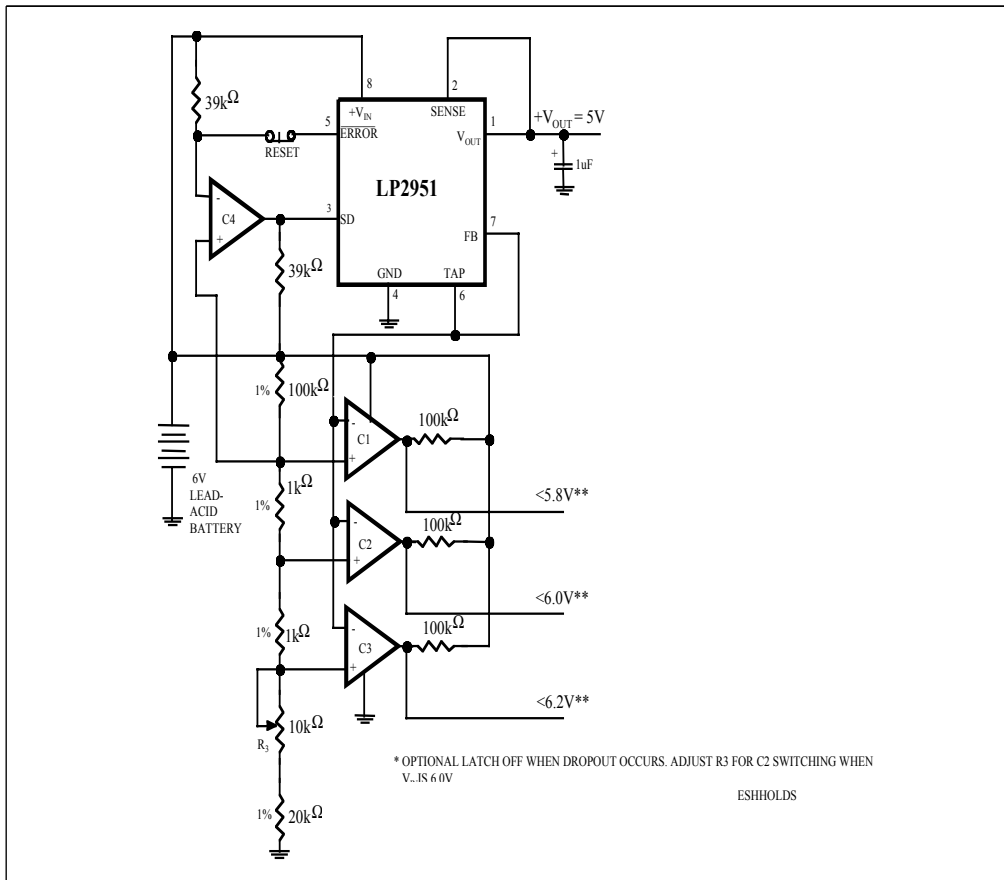 8
2
39kΩ
+VIN
SENSE
5
ERROR
1
+VOUT = 5V
VOUT
RESET
+
1uF
LP2951
-
C4
+
3
SD
7
FB
39kΩ
GND
TAP
4
6
1%
100kΩ
-
C1
+
100kΩ
6V
LEAD-
ACID
BATTERY
1%
1kΩ
<5.8V**
100kΩ
-
C2
+
<6.0V**
1%
1kΩ
100kΩ
-
C3
+
<6.2V**
10kΩ
R3
* OPTIONAL LATCH OFF WHEN DROPOUT OCCURS. ADJUST R3 FOR C2 SWITCHING WHEN
IS 6.0V
ESHHOLDS
1%
20kΩ